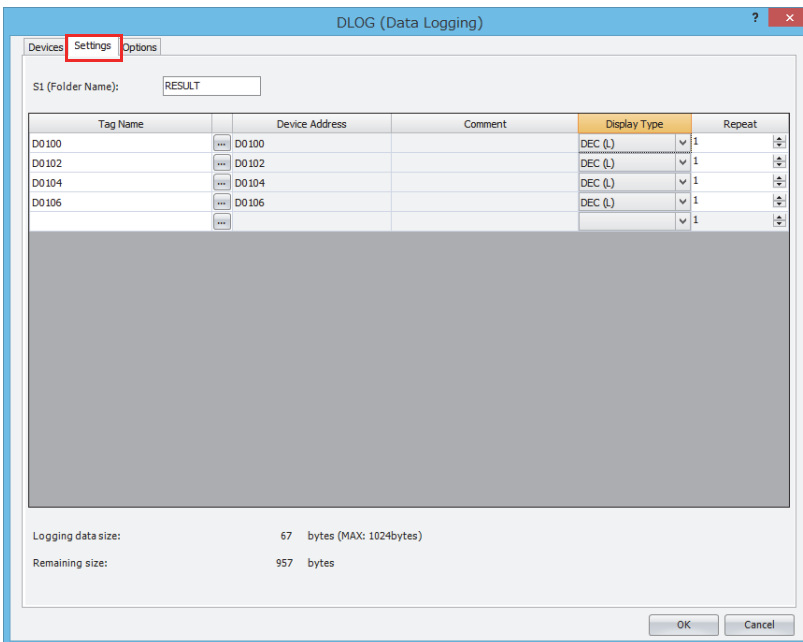 DLOG (Data Logging)
? ×
Devices Settings Options
S1 (Folder Name): RESULT
Tag Name Device Address Comment Display Type Repeat
D0100 ... D0100 DEC (L) 1
D0102 ... D0102 DEC (L) 1
D0104 ... D0104 DEC (L) 1
D0106 ... D0106 DEC (L) 1
... 1
Logging data size: 67 bytes (MAX: 1024bytes)
Remaining size: 957 bytes
OK Cancel